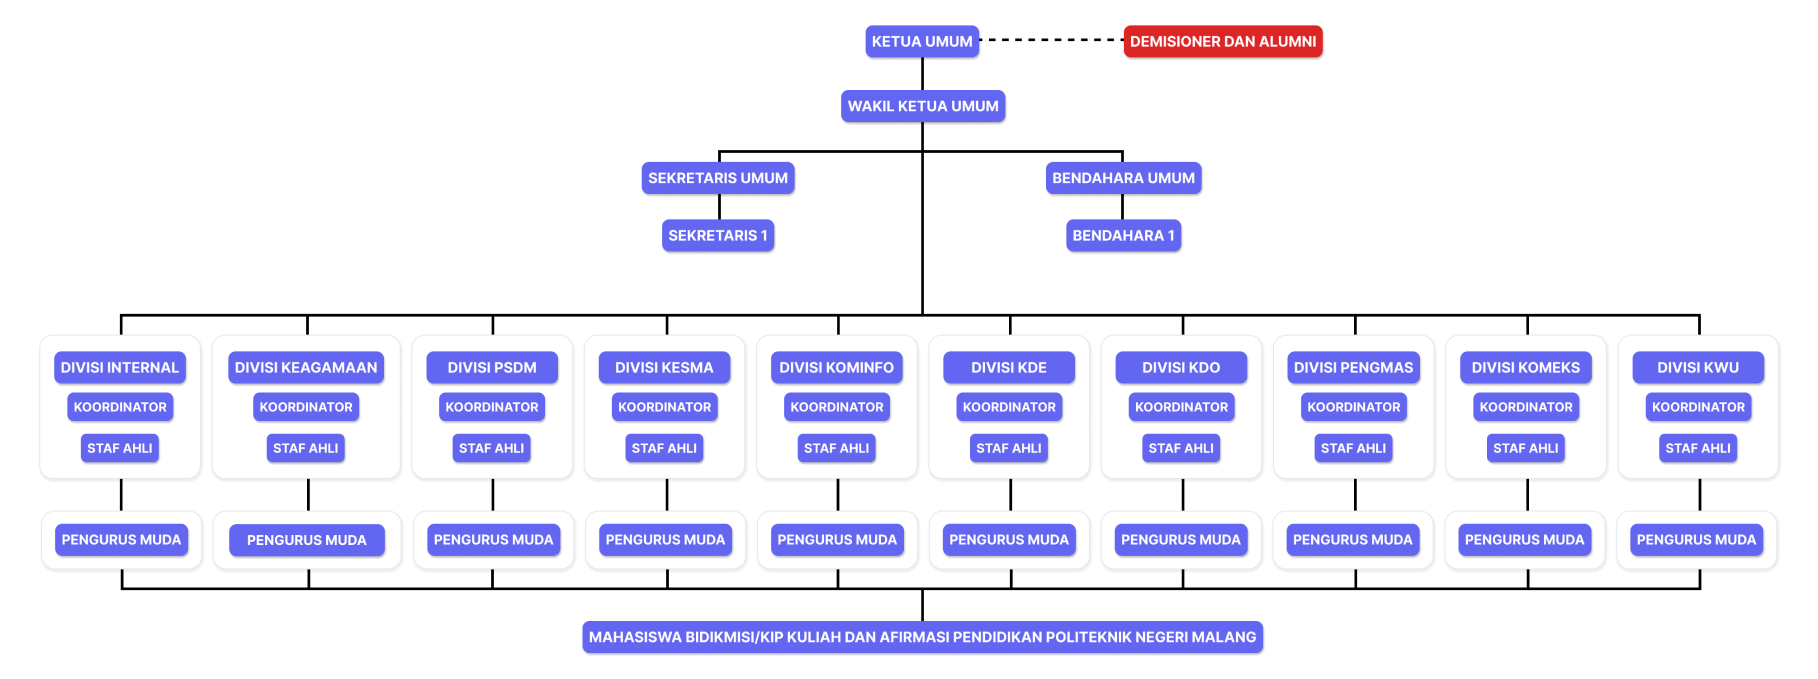 KETUA UMUM
DEMISIONER DAN ALUMNI
WAKIL KETUA UMUM
SEKRETARIS UMUM
BENDAHARA UMUM
SEKRETARIS 1
BENDAHARA 1
DIVISI INTERNAL
KOORDINATOR
STAF AHLI
DIVISI KEAGAMAAN
KOORDINATOR
STAF AHLI
DIVISI PSDM
KOORDINATOR
STAF AHLI
DIVISI KESMA
KOORDINATOR
STAF AHLI
DIVISI KOMINFO
KOORDINATOR
STAF AHLI
DIVISI KDE
KOORDINATOR
STAF AHLI
DIVISI KDO
KOORDINATOR
STAF AHLI
DIVISI PENGMAS
KOORDINATOR
STAF AHLI
DIVISI KOMEKS
KOORDINATOR
STAF AHLI
DIVISI KWU
KOORDINATOR
STAF AHLI
PENGURUS MUDA
PENGURUS MUDA
PENGURUS MUDA
PENGURUS MUDA
PENGURUS MUDA
PENGURUS MUDA
PENGURUS MUDA
PENGURUS MUDA
PENGURUS MUDA
PENGURUS MUDA
MAHASISWA BIDIKMISI/KIP KULIAH DAN AFIRMASI PENDIDIKAN POLITEKNIK NEGERI MALANG